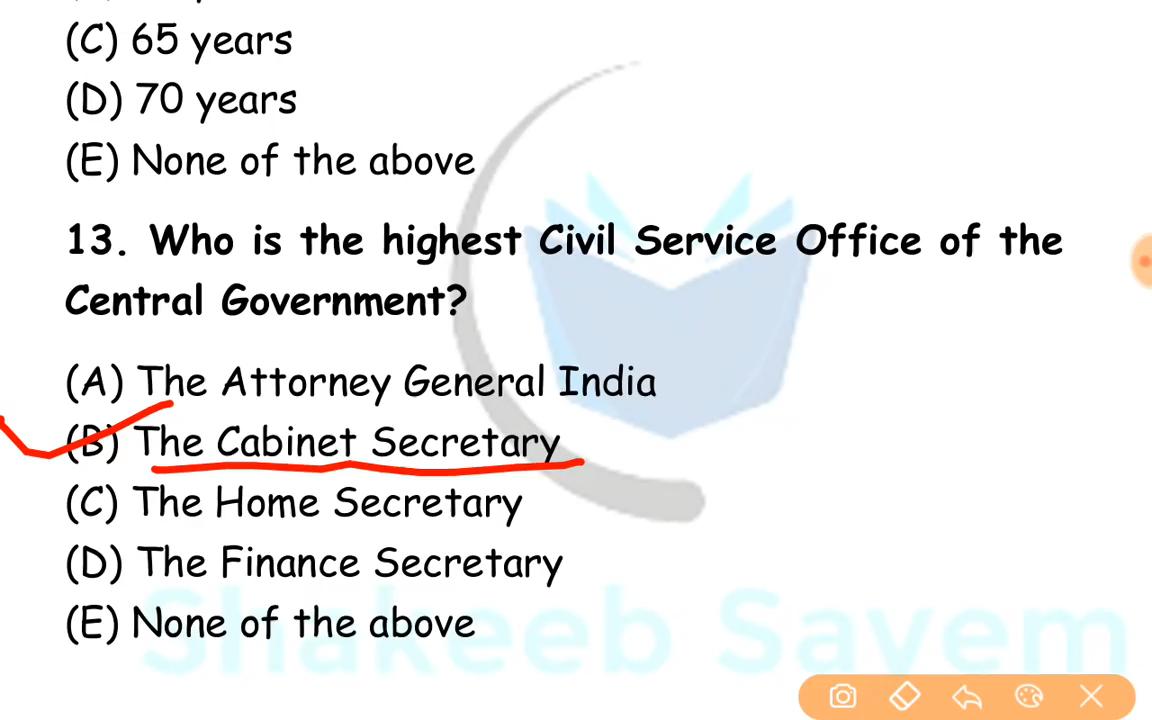 (C) 65 years
(D) 70 years
(E) None of the above
13. Who is the highest Civil Service Office of the
Central Government?
(A) The Attorney General India
(B) The Cabinet Secretary
(C) The Home Secretary
(D) The Finance Secretary
(E) None of the above
Shakeeb Sayem